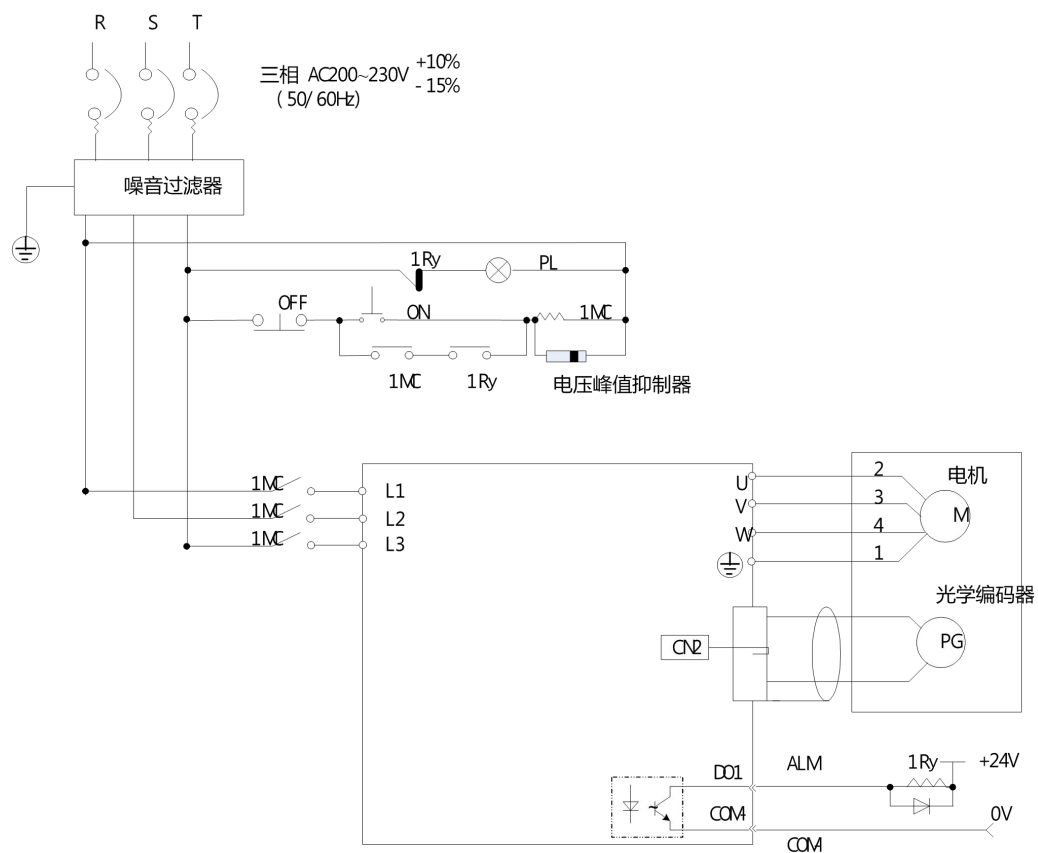 R S T
三相 AC200~230V +10% -15%
(50/60Hz)
噪音过滤器
1Ry PL
OFF ON 1MC
1MC 1Ry 电压峰值抑制器
1MC L1
1MC L2
1MC L3
U 2 电机
V 3 M
W 4
1
光学编码器
CN2 PG
DO1 ALM 1Ry +24V
COM 0V
COM